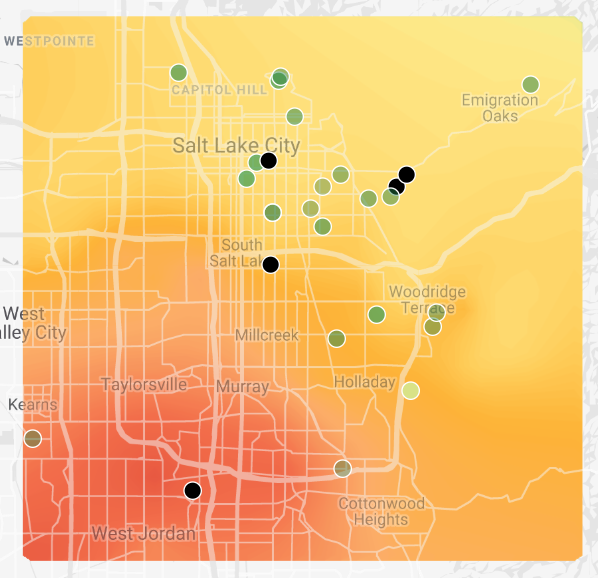 WESTPOINTE
CAPITOL HILL
Emigration
Oaks
Salt Lake City
South
Salt Lak
Woodridge
Terrace
West
alley City
Millcreek
Taylorsville
Murray
Holladay
Kearns
Cottonwood
Heights
West Jordan